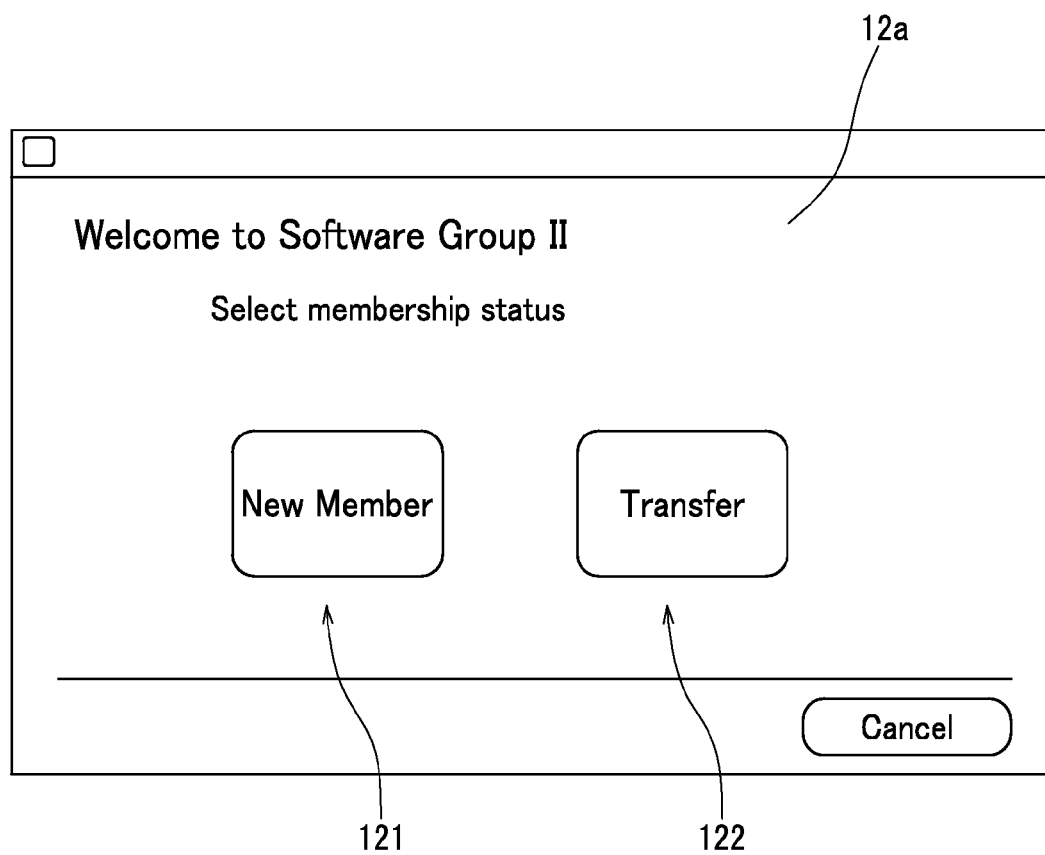 12a
Welcome to Software Group II
Select membership status
New Member
Transfer
Cancel
121
122